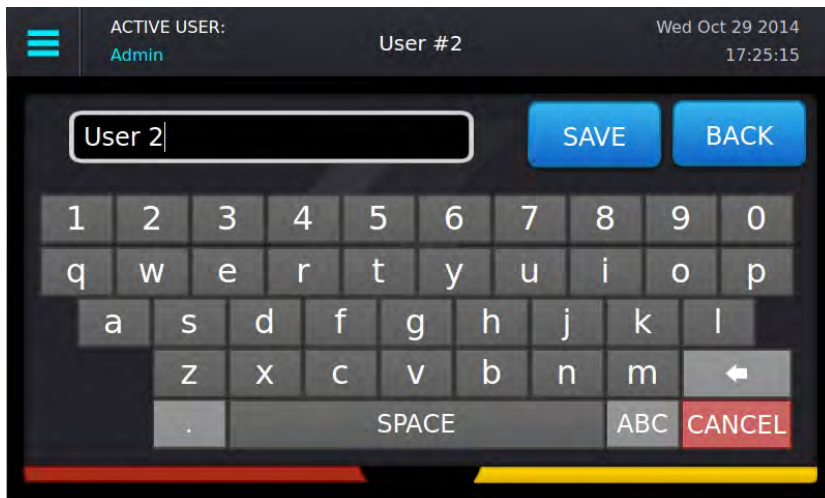 ACTIVE USER:
Admin
User #2
Wed Oct 29 2014
17:25:15
User 2
SAVE
BACK
1 2 3 4 5 6 7 8 9 0
q w e r t y u i o p
a s d f g h j k l
z x c v b n m
. SPACE ABC CANCEL